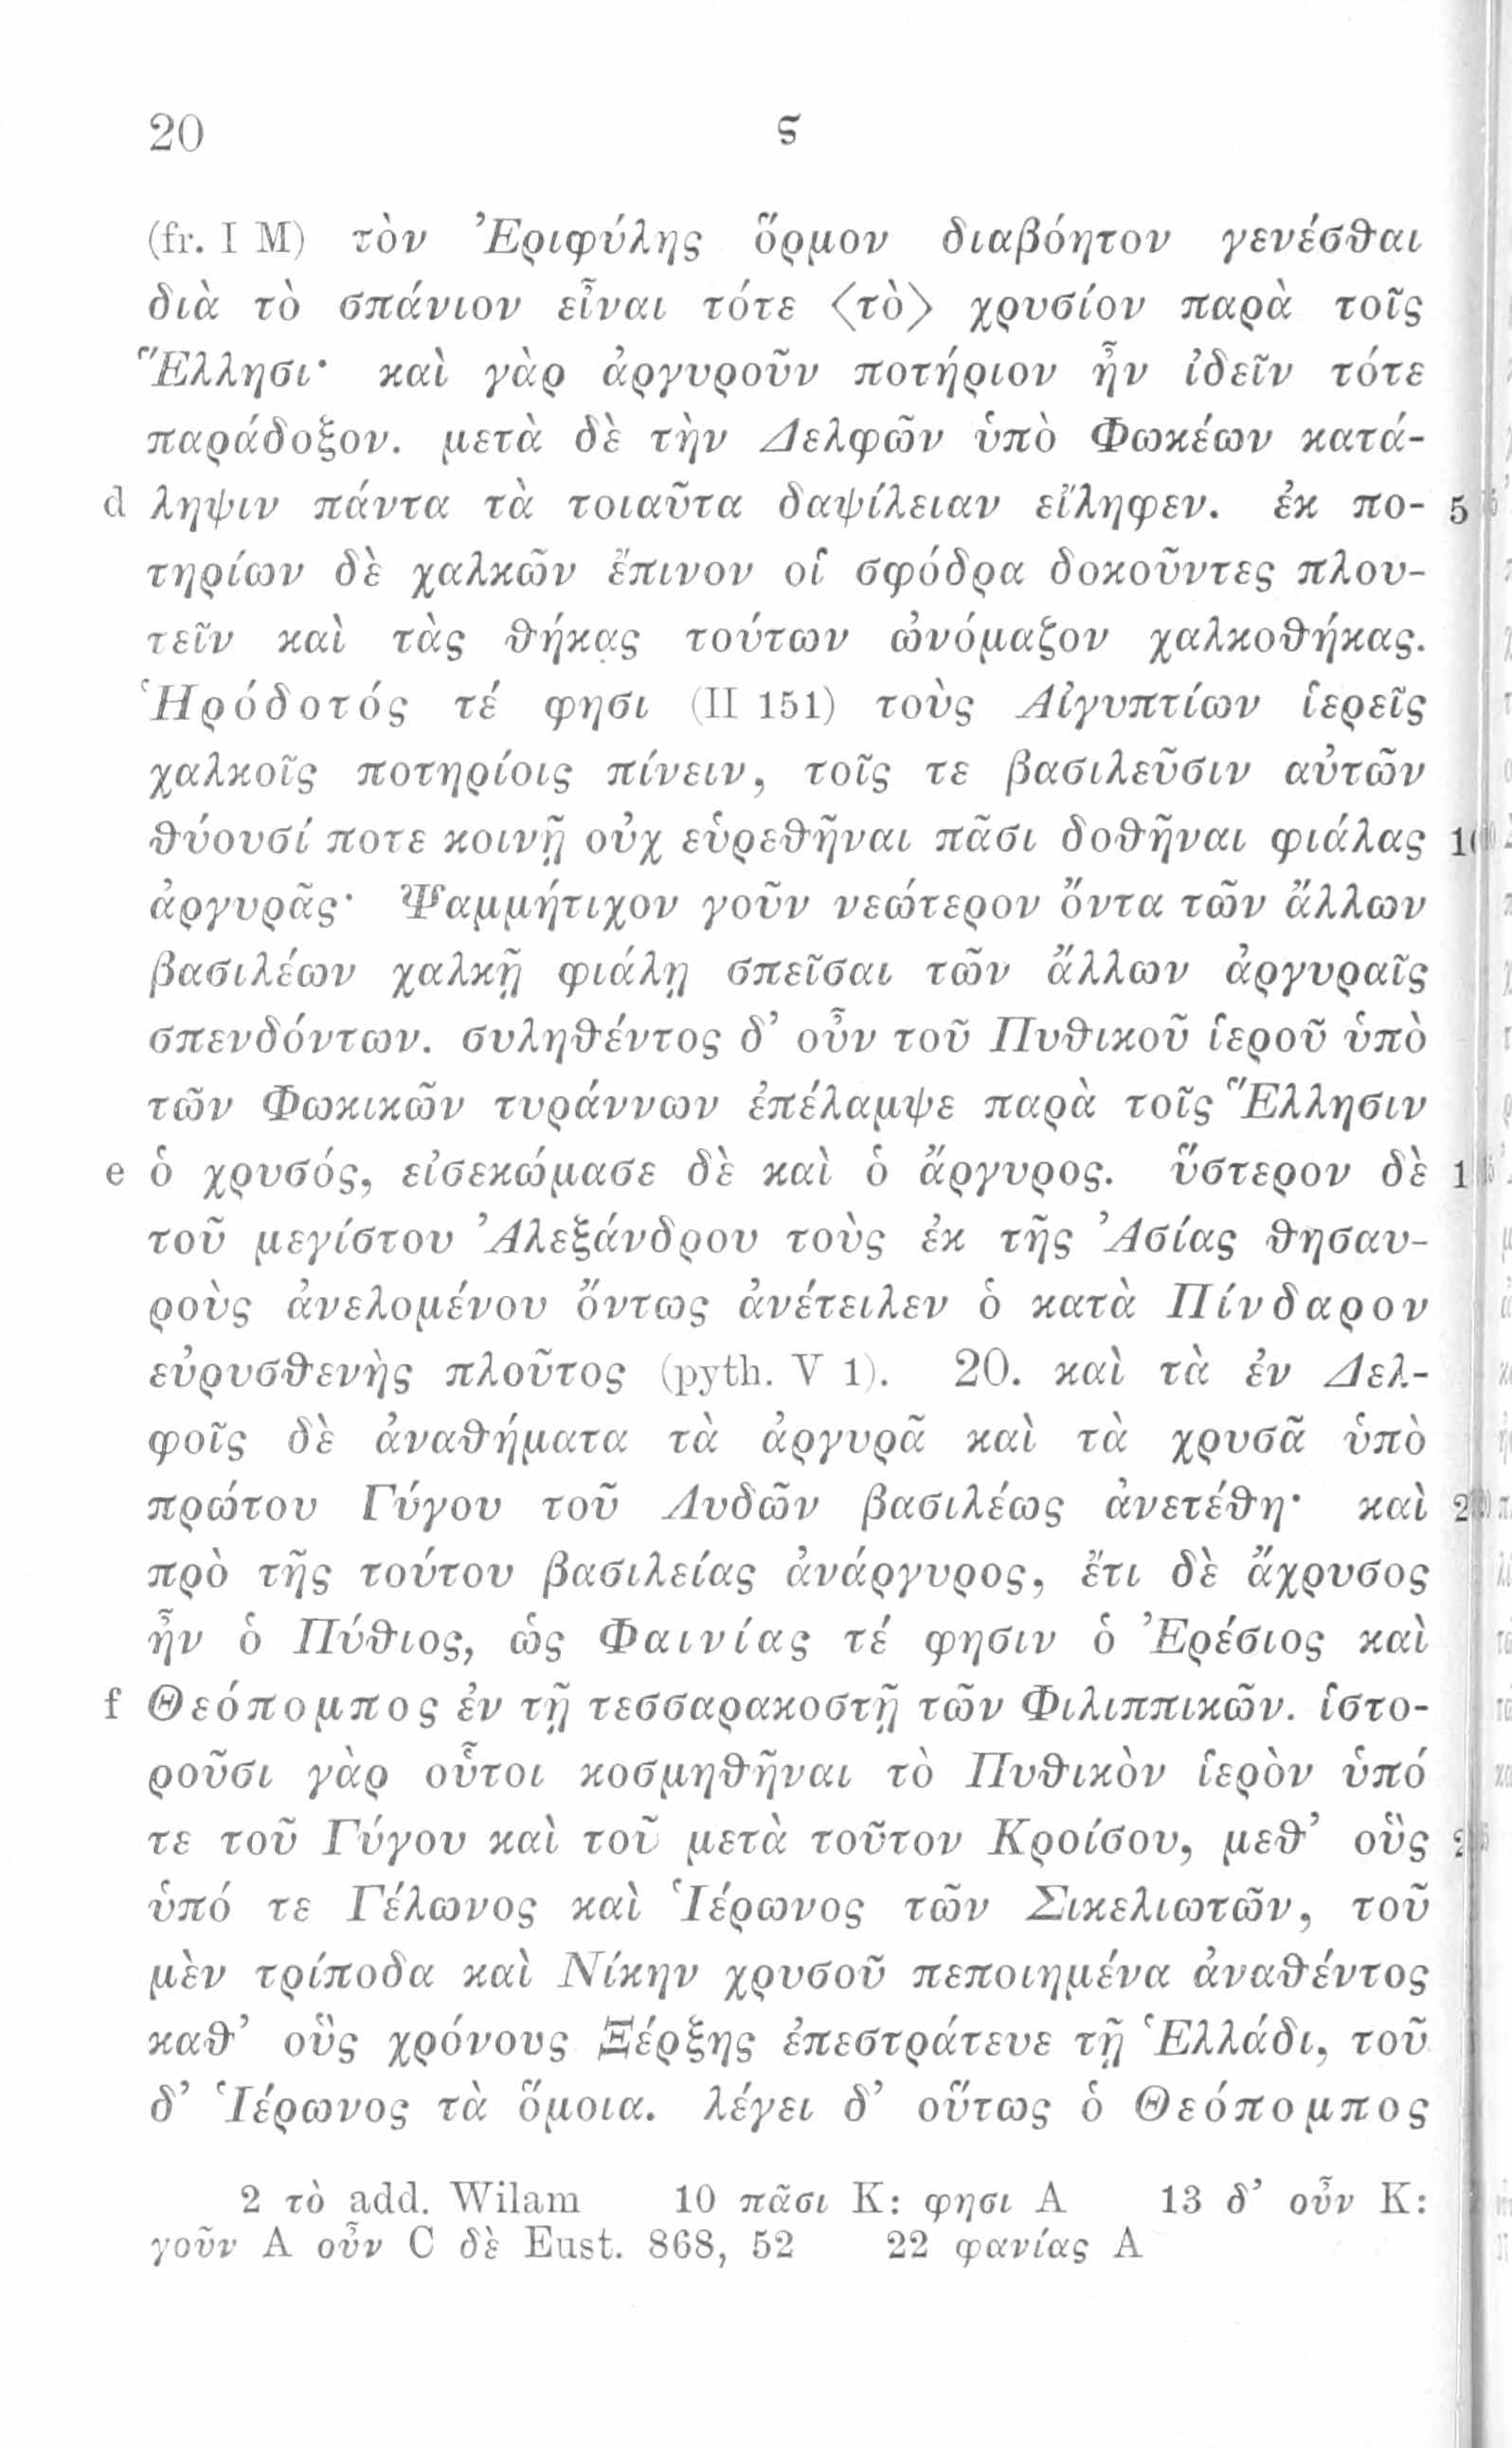 20 ϛ
(fr. I M) τὸν Ἐριφύλης ὅρμον διαβόητον γενέσθαι
διὰ τὸ σπάνιον εἶναι τότε ⟨τὸ⟩ χρυσίον παρὰ τοῖς
Ἕλλησι· καὶ γὰρ ἀργυροῦν ποτήριον ἦν ἰδεῖν τότε
παράδοξον. μετὰ δὲ τὴν Δελφῶν ὑπὸ Φωκέων κατά-
d ληψιν πάντα τὰ τοιαῦτα δαψίλειαν εἴληφεν. ἐκ πο- 5
τηρίων δὲ χαλκῶν ἔπινον οἱ σφόδρα δοκοῦντες πλου-
τεῖν καὶ τὰς θήκας τούτων ὠνόμαζον χαλκοθήκας.
Ἡρόδοτός τέ φησι (II 151) τοὺς Αἰγυπτίων ἱερεῖς
χαλκοῖς ποτηρίοις πίνειν, τοῖς τε βασιλεῦσιν αὐτῶν
θύουσί ποτε κοινῇ οὐχ εὑρεθῆναι πᾶσι δοθῆναι φιάλας
ἀργυρᾶς· Ψαμμήτιχον γοῦν νεώτερον ὄντα τῶν ἄλλων
βασιλέων χαλκῇ φιάλῃ σπεῖσαι τῶν ἄλλων ἀργυραῖς
σπενδόντων. συληθέντος δ’ οὖν τοῦ Πυθικοῦ ἱεροῦ ὑπὸ
τῶν Φωκικῶν τυράννων ἐπέλαμψε παρὰ τοῖς Ἕλλησιν
e ὁ χρυσός, εἰσεκώμασε δὲ καὶ ὁ ἄργυρος. ὕστερον δὲ
τοῦ μεγίστου Ἀλεξάνδρου τοὺς ἐκ τῆς Ἀσίας θησαυ-
ροὺς ἀνελομένου ὄντως ἀνέτειλεν ὁ κατὰ Πίνδαρον
εὐρυσθενὴς πλοῦτος (pyth. V 1). 20. καὶ τὰ ἐν Δελ-
φοῖς δὲ ἀναθήματα τὰ ἀργυρᾶ καὶ τὰ χρυσᾶ ὑπὸ
πρώτου Γύγου τοῦ Λυδῶν βασιλέως ἀνετέθη· καὶ
πρὸ τῆς τούτου βασιλείας ἀνάργυρος, ἔτι δὲ ἄχρυσος
ἦν ὁ Πύθιος, ὥς Φαινίας τέ φησιν ὁ Ἐρέσιος καὶ
f Θεόπομπος ἐν τῇ τεσσαρακοστῇ τῶν Φιλιππικῶν. ἱστο-
ροῦσι γὰρ οὗτοι κοσμηθῆναι τὸ Πυθικὸν ἱερὸν ὑπό
τε τοῦ Γύγου καὶ τοῦ μετὰ τοῦτον Κροίσου, μεθ’ οὓς
ὑπό τε Γέλωνος καὶ Ἱέρωνος τῶν Σικελιωτῶν, τοῦ
μὲν τρίποδα καὶ Νίκην χρυσοῦ πεποιημένα ἀναθέντος
καθ’ οὓς χρόνους Ξέρξης ἐπεστράτευε τῇ Ἑλλάδι, τοῦ
δ’ Ἱέρωνος τὰ ὅμοια. λέγει δ’ οὕτως ὁ Θεόπομπος
2 τὸ add. Wilam 10 πᾶσι K: φησι A 13 δ’ οὖν K:
γοῦν A οὖν C δὲ Eust. 868, 52 22 φανίας A